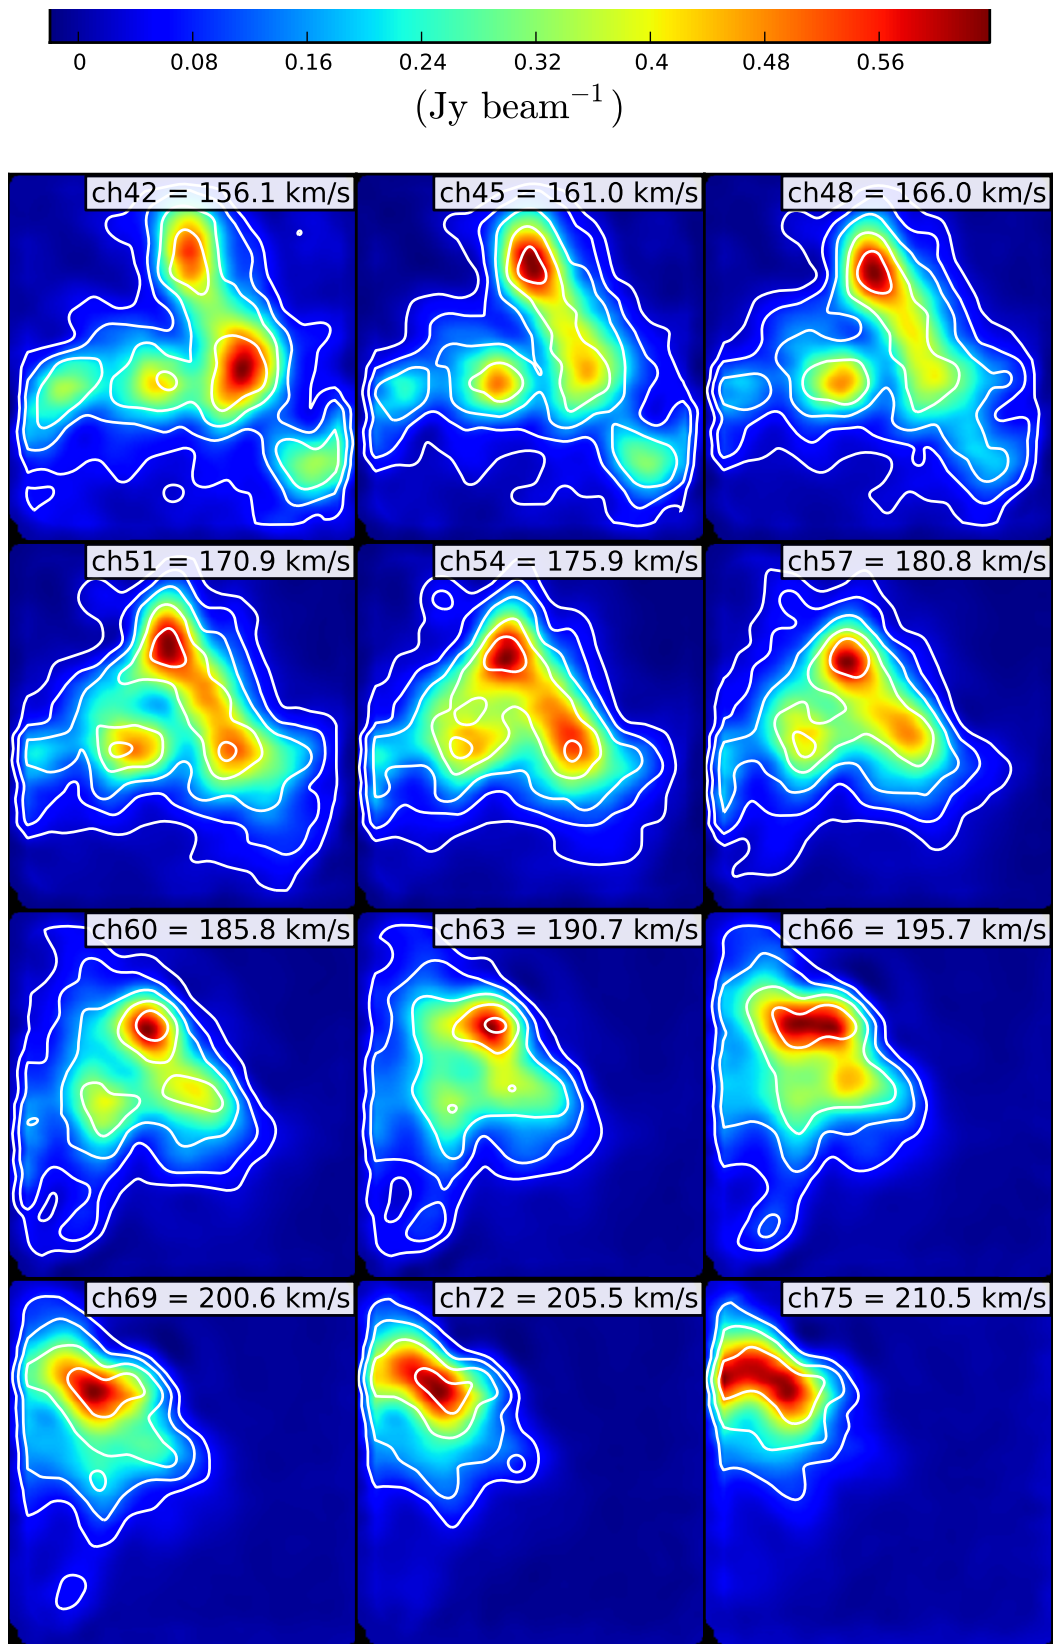 0 0.08 0.16 0.24 0.32 0.4 0.48 0.56
(Jy beam⁻¹)
ch42 = 156.1 km/s ch45 = 161.0 km/s ch48 = 166.0 km/s
ch51 = 170.9 km/s ch54 = 175.9 km/s ch57 = 180.8 km/s
ch60 = 185.8 km/s ch63 = 190.7 km/s ch66 = 195.7 km/s
ch69 = 200.6 km/s ch72 = 205.5 km/s ch75 = 210.5 km/s